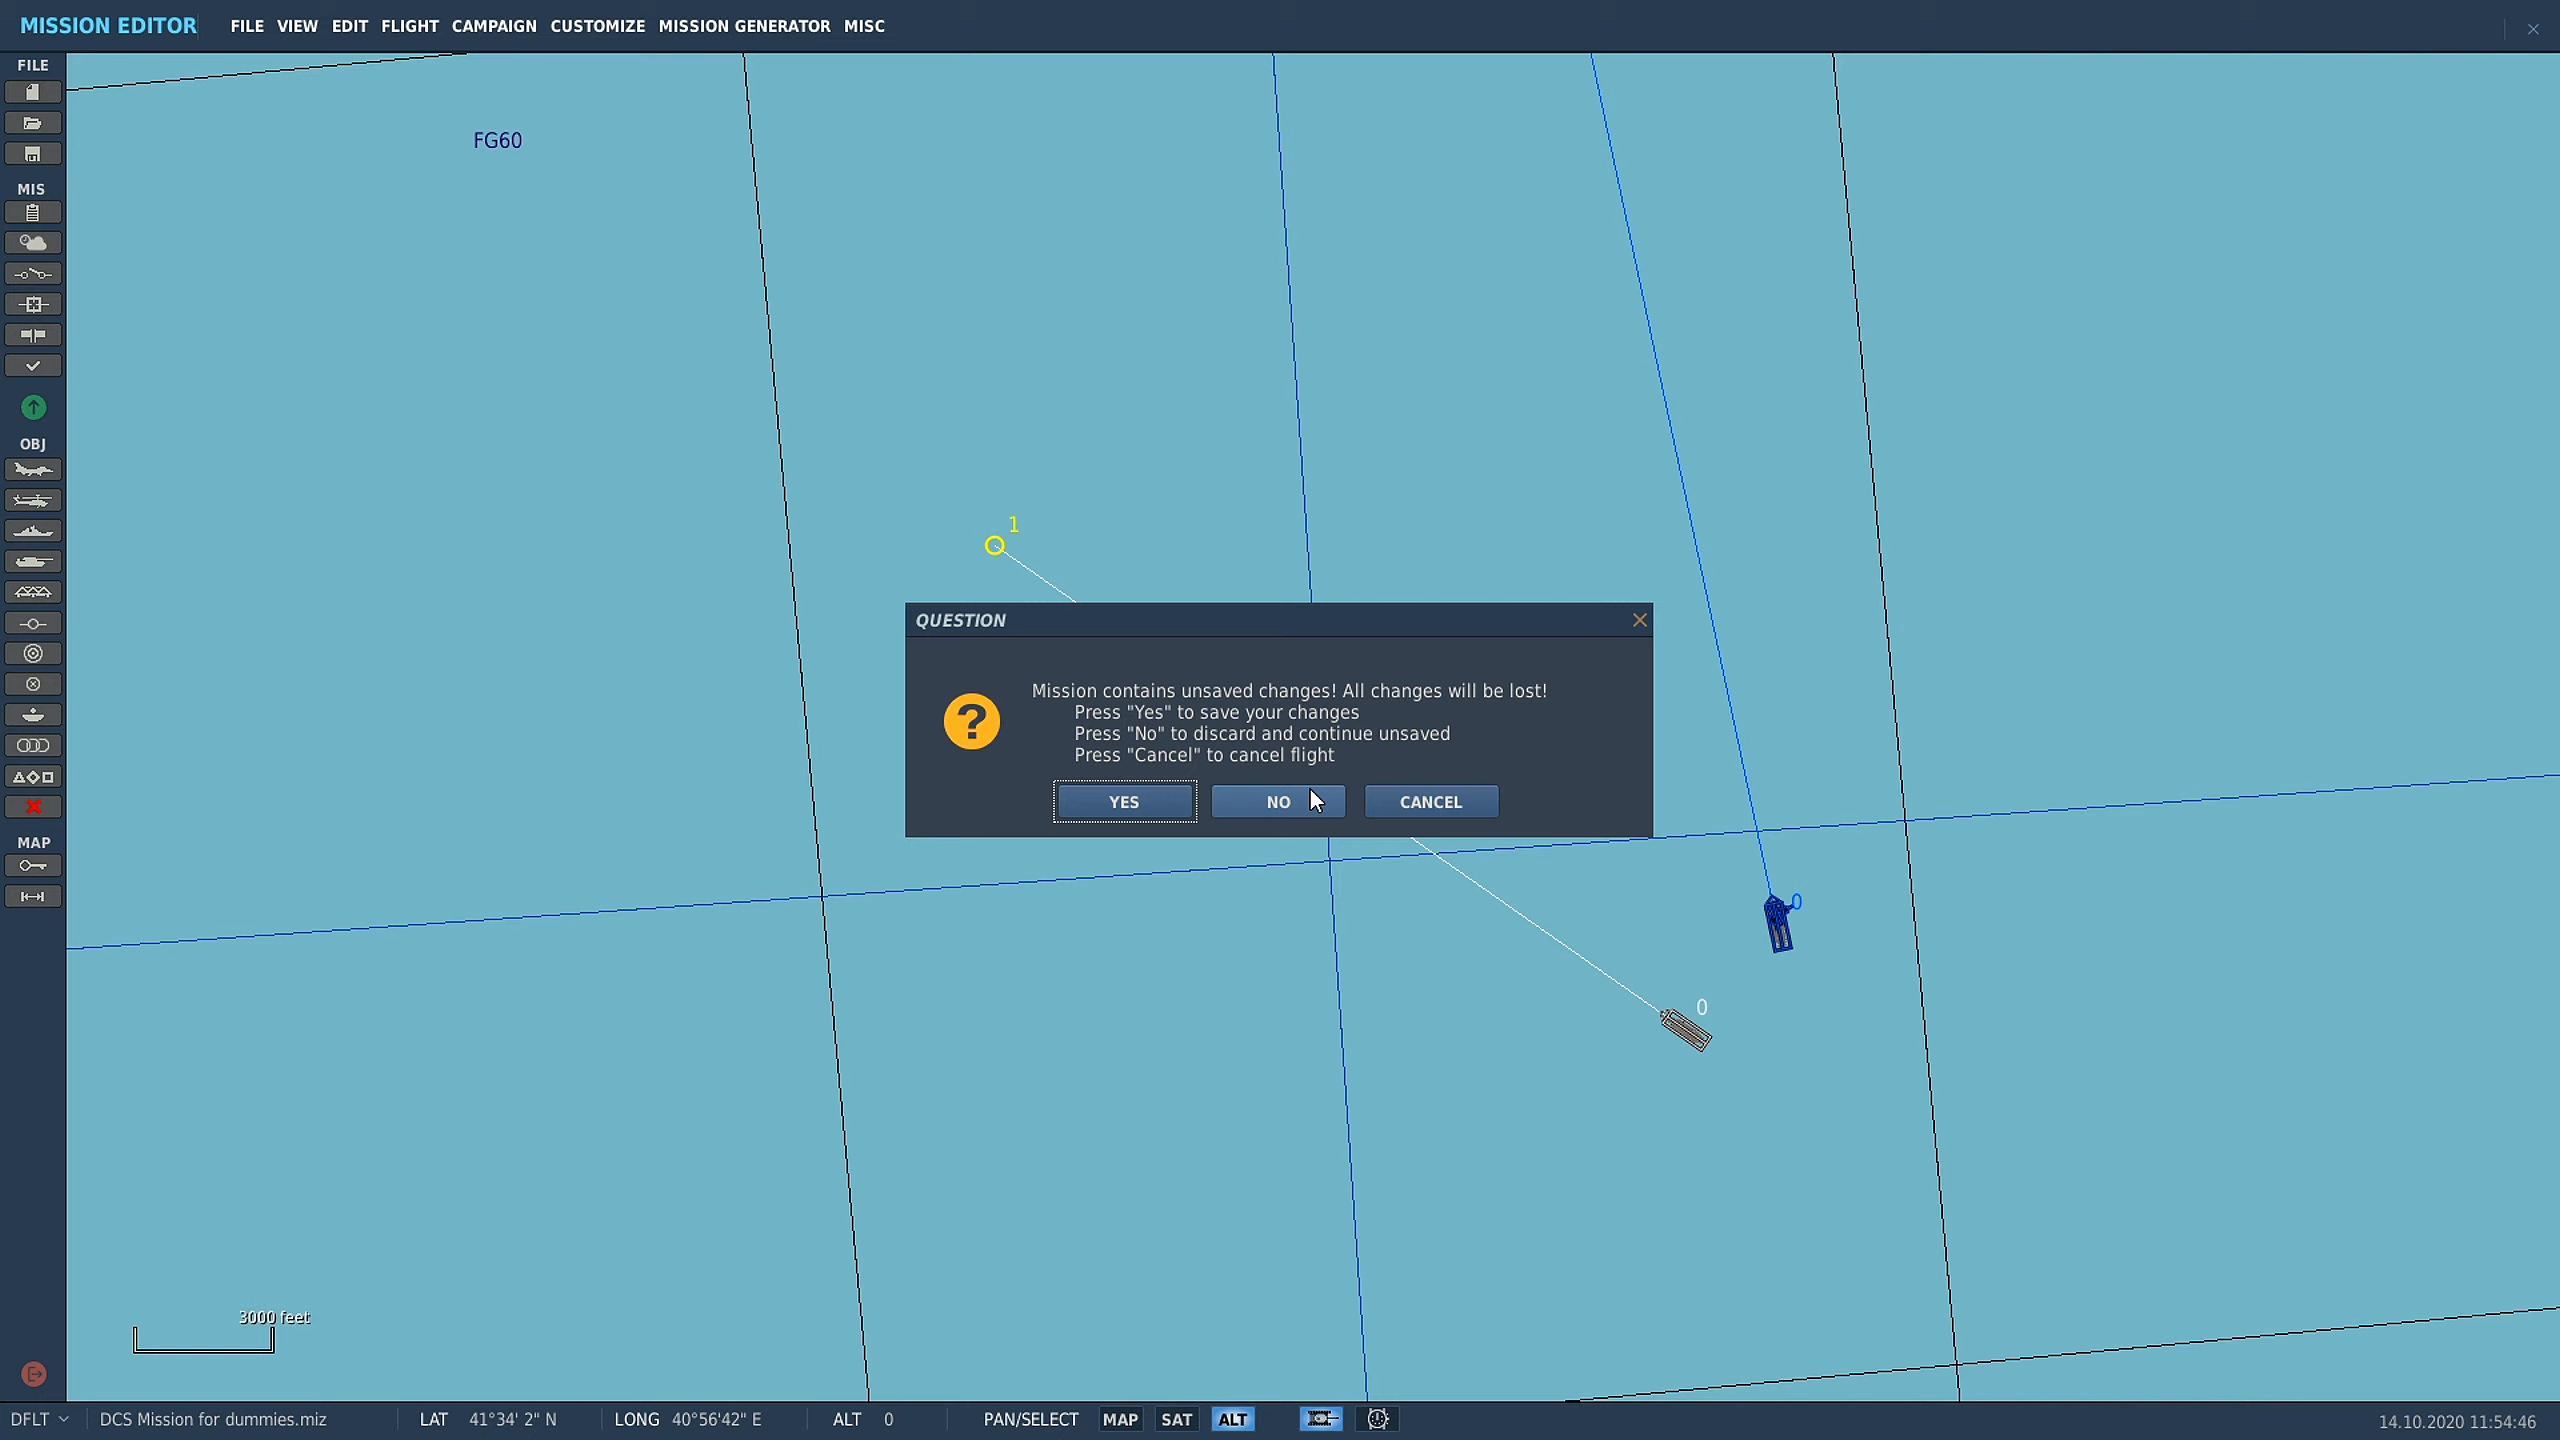 MISSION EDITOR FILE VIEW EDIT FLIGHT CAMPAIGN CUSTOMIZE MISSION GENERATOR MISC
FILE
MIS
OBJ
MAP
FG60
1
QUESTION
Mission contains unsaved changes! All changes will be lost!
Press "Yes" to save your changes
Press "No" to discard and continue unsaved
Press "Cancel" to cancel flight
YES NO CANCEL
0
0
3000 feet
DFLT DCS Mission for dummies.miz LAT 41°34' 2" N LONG 40°56'42" E ALT 0 PAN/SELECT MAP SAT ALT 14.10.2020 11:54:46